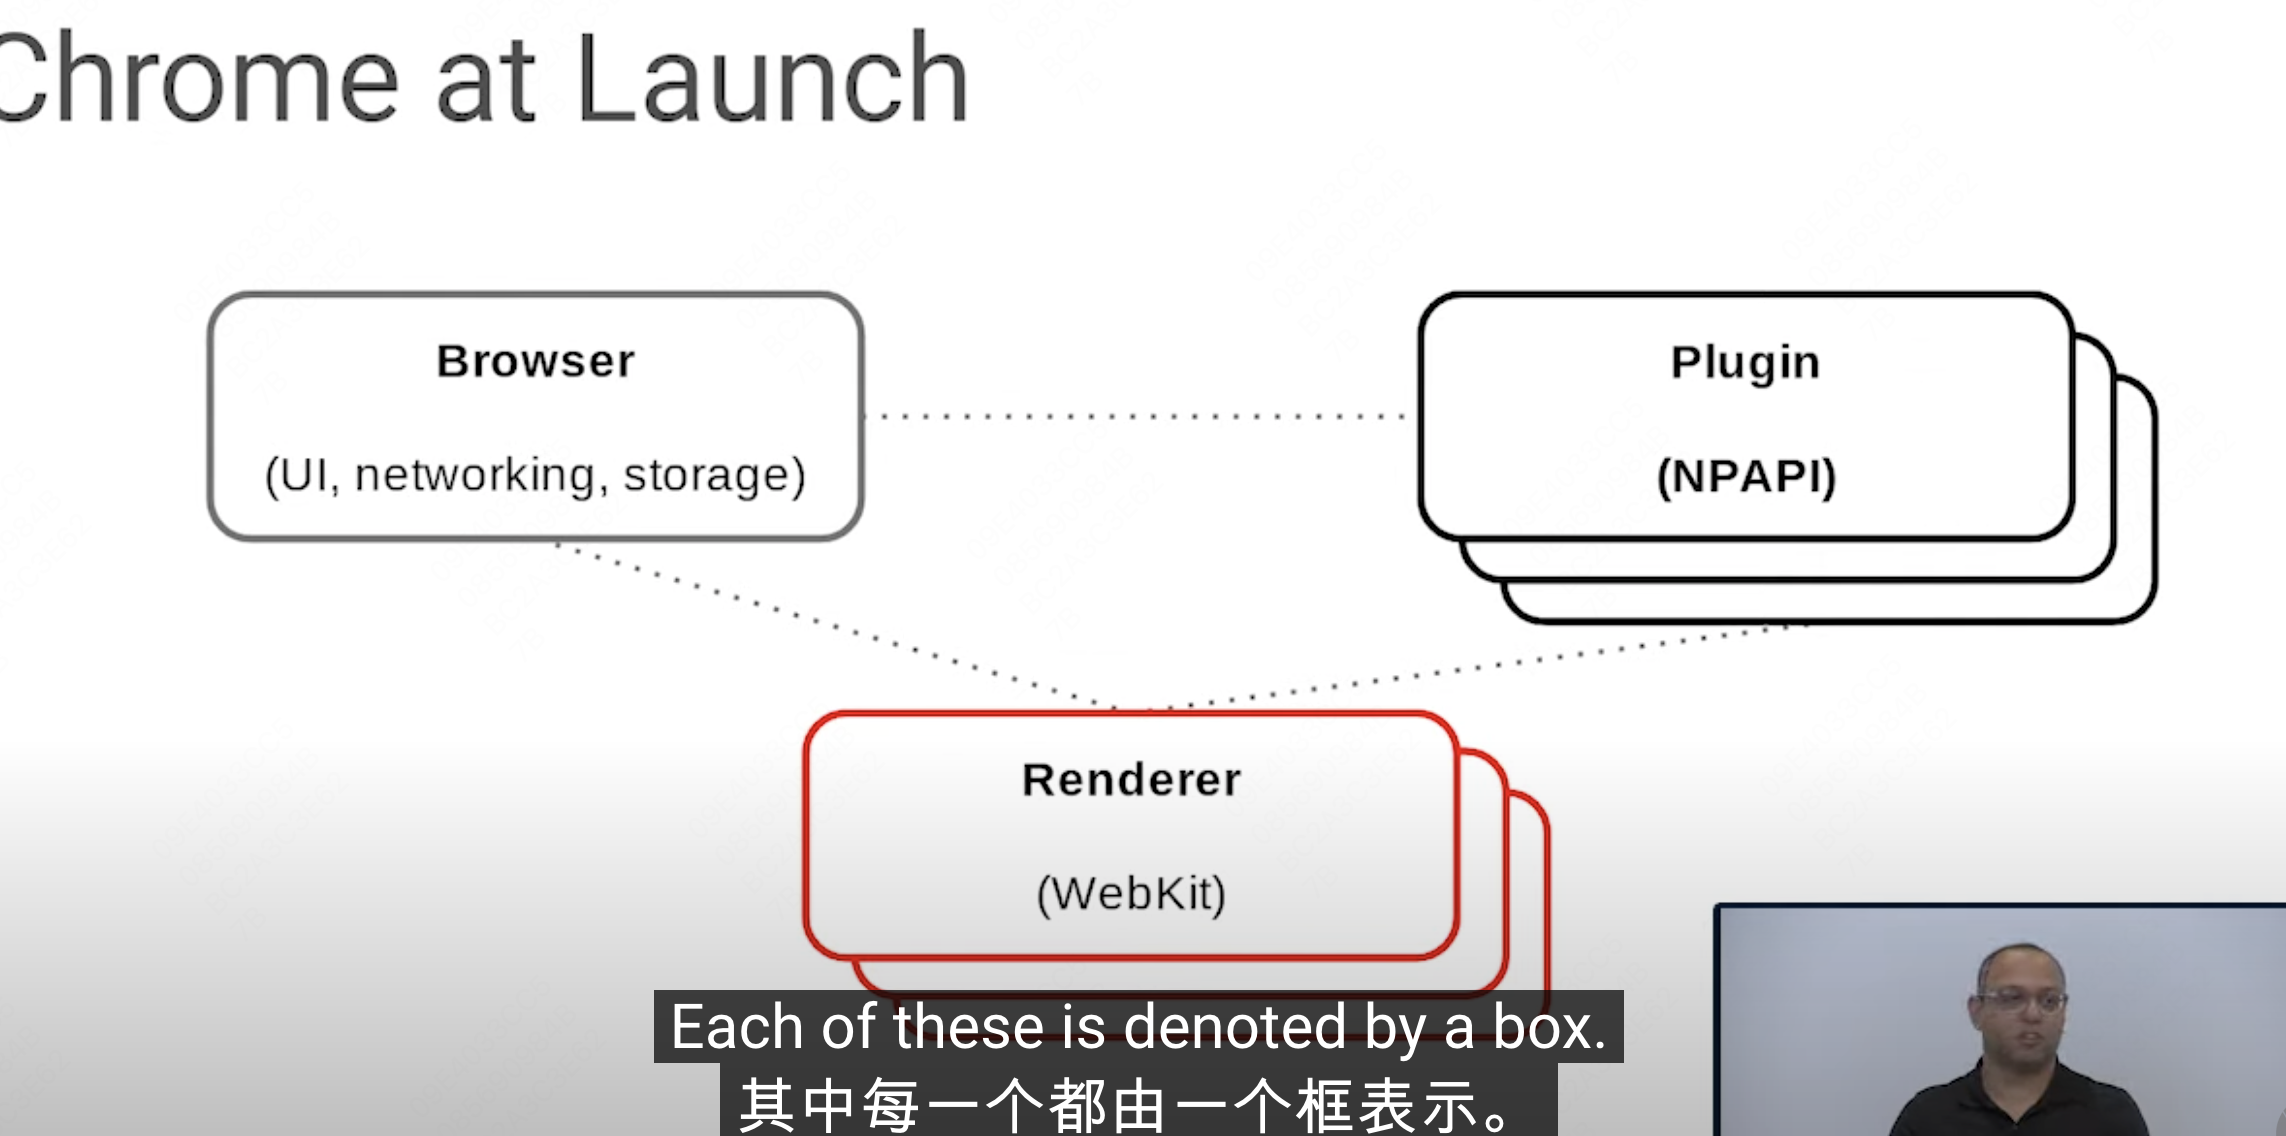 Chrome at Launch
Browser
(UI, networking, storage)
Plugin
(NPAPI)
Renderer
(WebKit)
Each of these is denoted by a box.
其中每一个都由一个框表示。